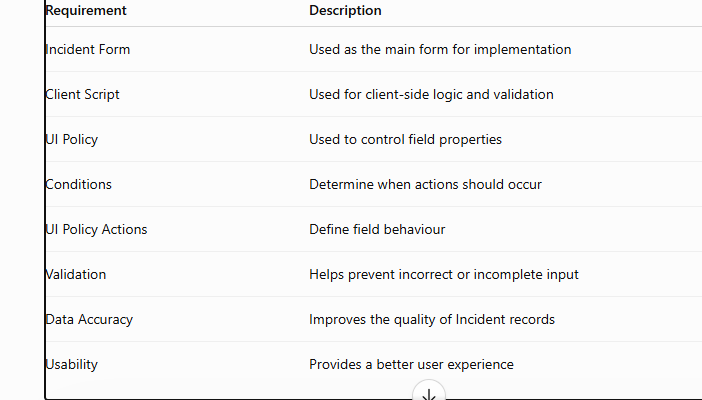 Requirement Description
Incident Form Used as the main form for implementation
Client Script Used for client-side logic and validation
UI Policy Used to control field properties
Conditions Determine when actions should occur
UI Policy Actions Define field behaviour
Validation Helps prevent incorrect or incomplete input
Data Accuracy Improves the quality of Incident records
Usability Provides a better user experience